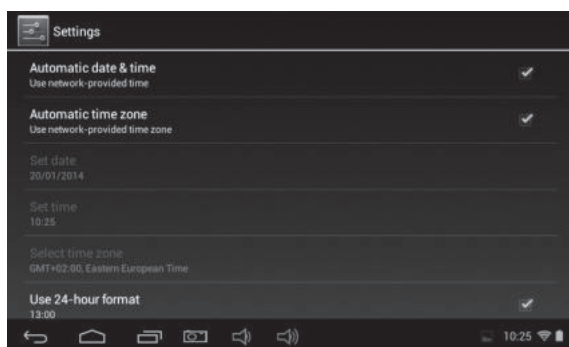 Settings
Automatic date & time
Use network-provided time
Automatic time zone
Use network-provided time zone
Set date
20/01/2014
Set time
10:25
Select time zone
GMT+02:00, Eastern European Time
Use 24-hour format
13:00
10:25